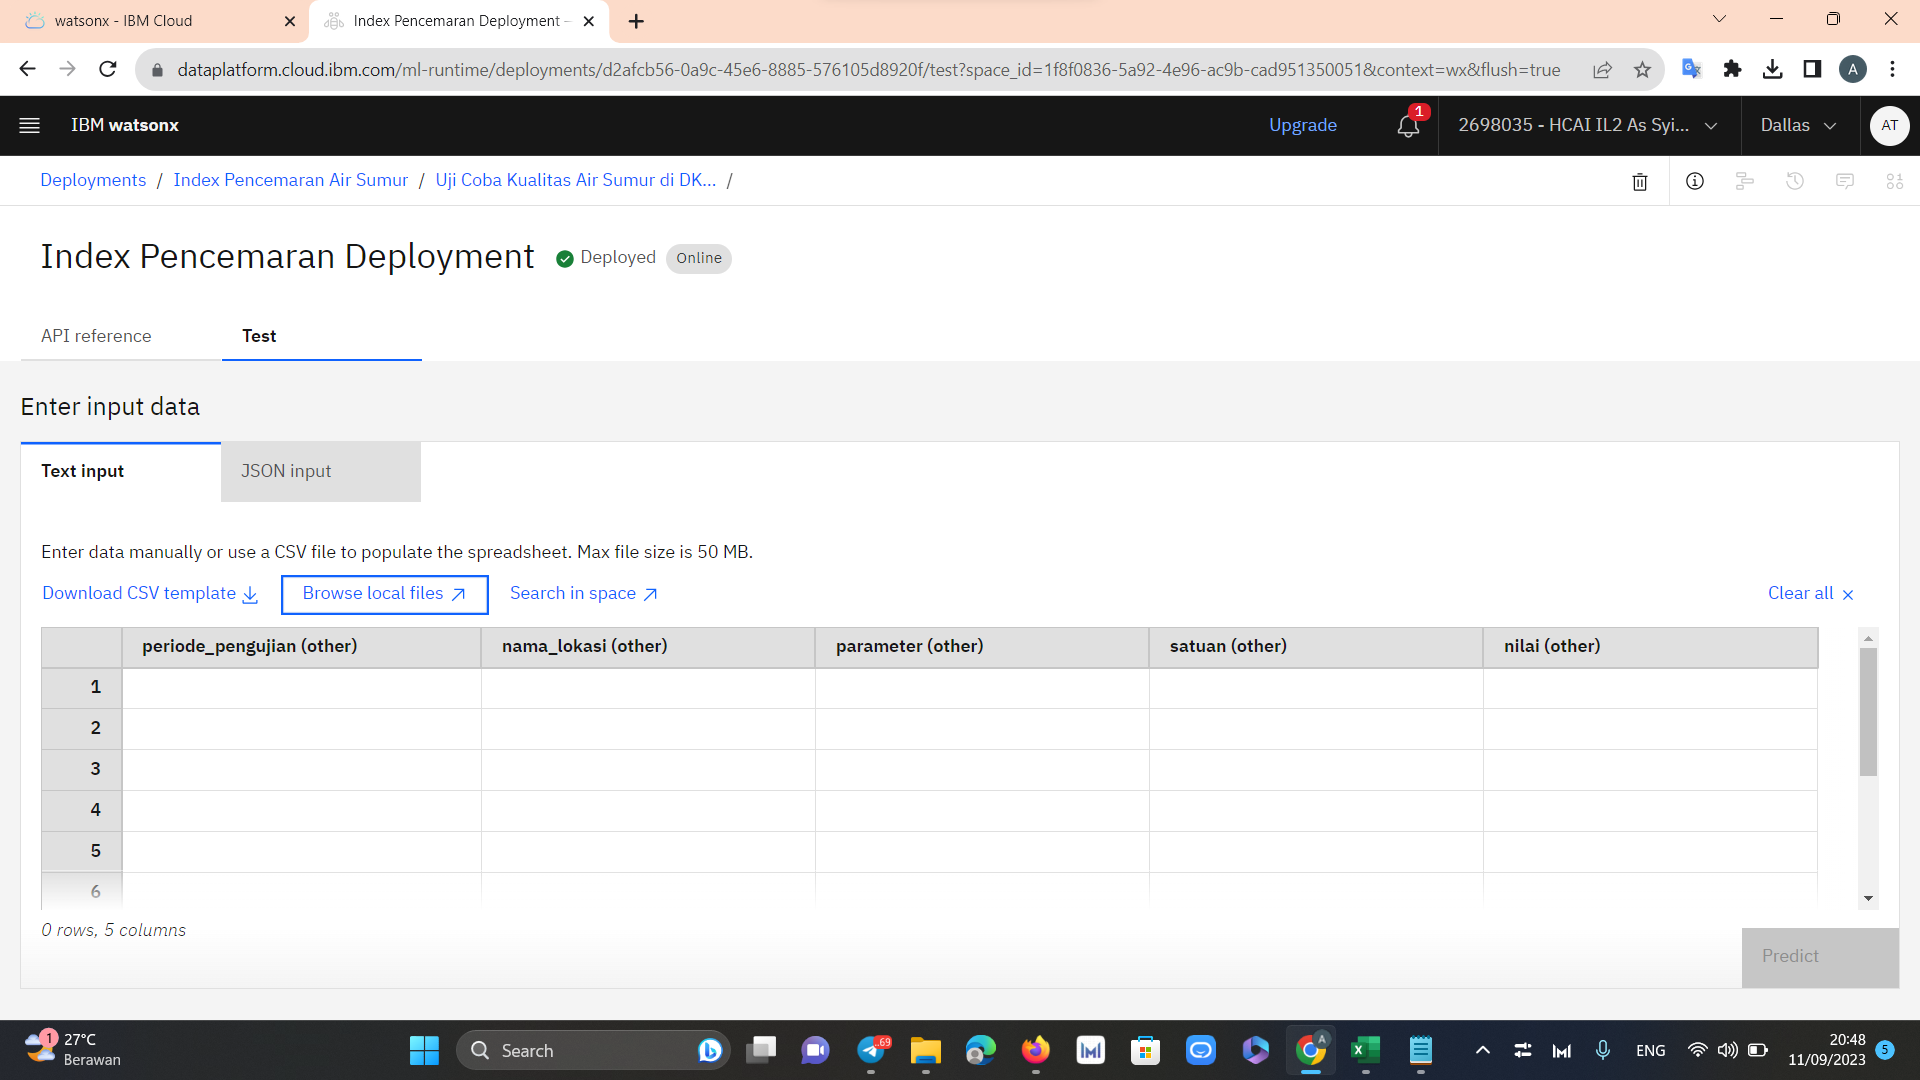 watsonx - IBM Cloud
Index Pencemaran Deployment –
dataplatform.cloud.ibm.com/ml-runtime/deployments/d2afcb56-0a9c-45e6-8885-576105d8920f/test?space_id=1f8f0836-5a92-4e96-ac9b-cad951350051&context=wx&flush=true
A
IBM watsonx
Upgrade
1
2698035 - HCAI IL2 As Syi...
Dallas
AT
Deployments / Index Pencemaran Air Sumur / Uji Coba Kualitas Air Sumur di DK... /
Index Pencemaran Deployment
Deployed
Online
API reference
Test
Enter input data
Text input
JSON input
Enter data manually or use a CSV file to populate the spreadsheet. Max file size is 50 MB.
Download CSV template
Browse local files
Search in space
Clear all
periode_pengujian (other)
nama_lokasi (other)
parameter (other)
satuan (other)
nilai (other)
1
2
3
4
5
6
0 rows, 5 columns
Predict
1
27°C
Berawan
Search
69
A
ENG
20:48
11/09/2023
5